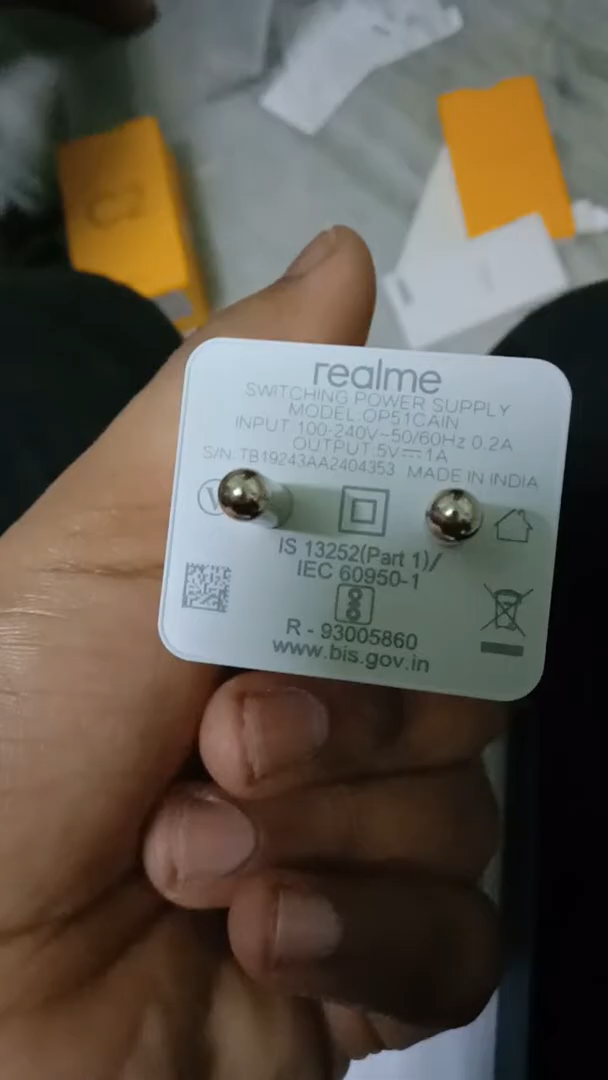 realme
SWITCHING POWER SUPPLY
MODEL:OP51CAIN
INPUT 100-240V~50/60Hz 0.2A
OUTPUT:5V⎓1A
S/N:TB19243AA2404353 MADE IN INDIA
V
IS 13252(Part 1)/
IEC 60950-1
R - 93005860
www.bis.gov.in